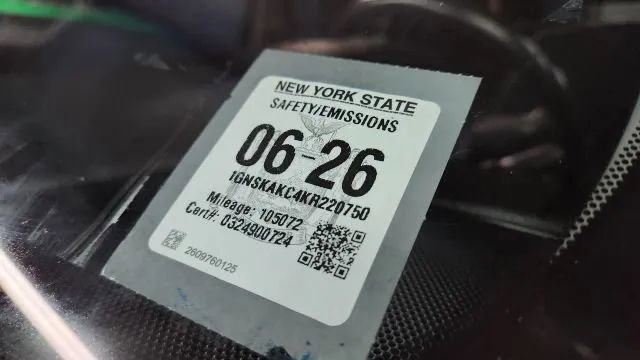 NEW YORK STATE
SAFETY/EMISSIONS
06-26
1GNSKAKC4KR220750
Mileage: 105072
Cert#: 0324900724
2609760125